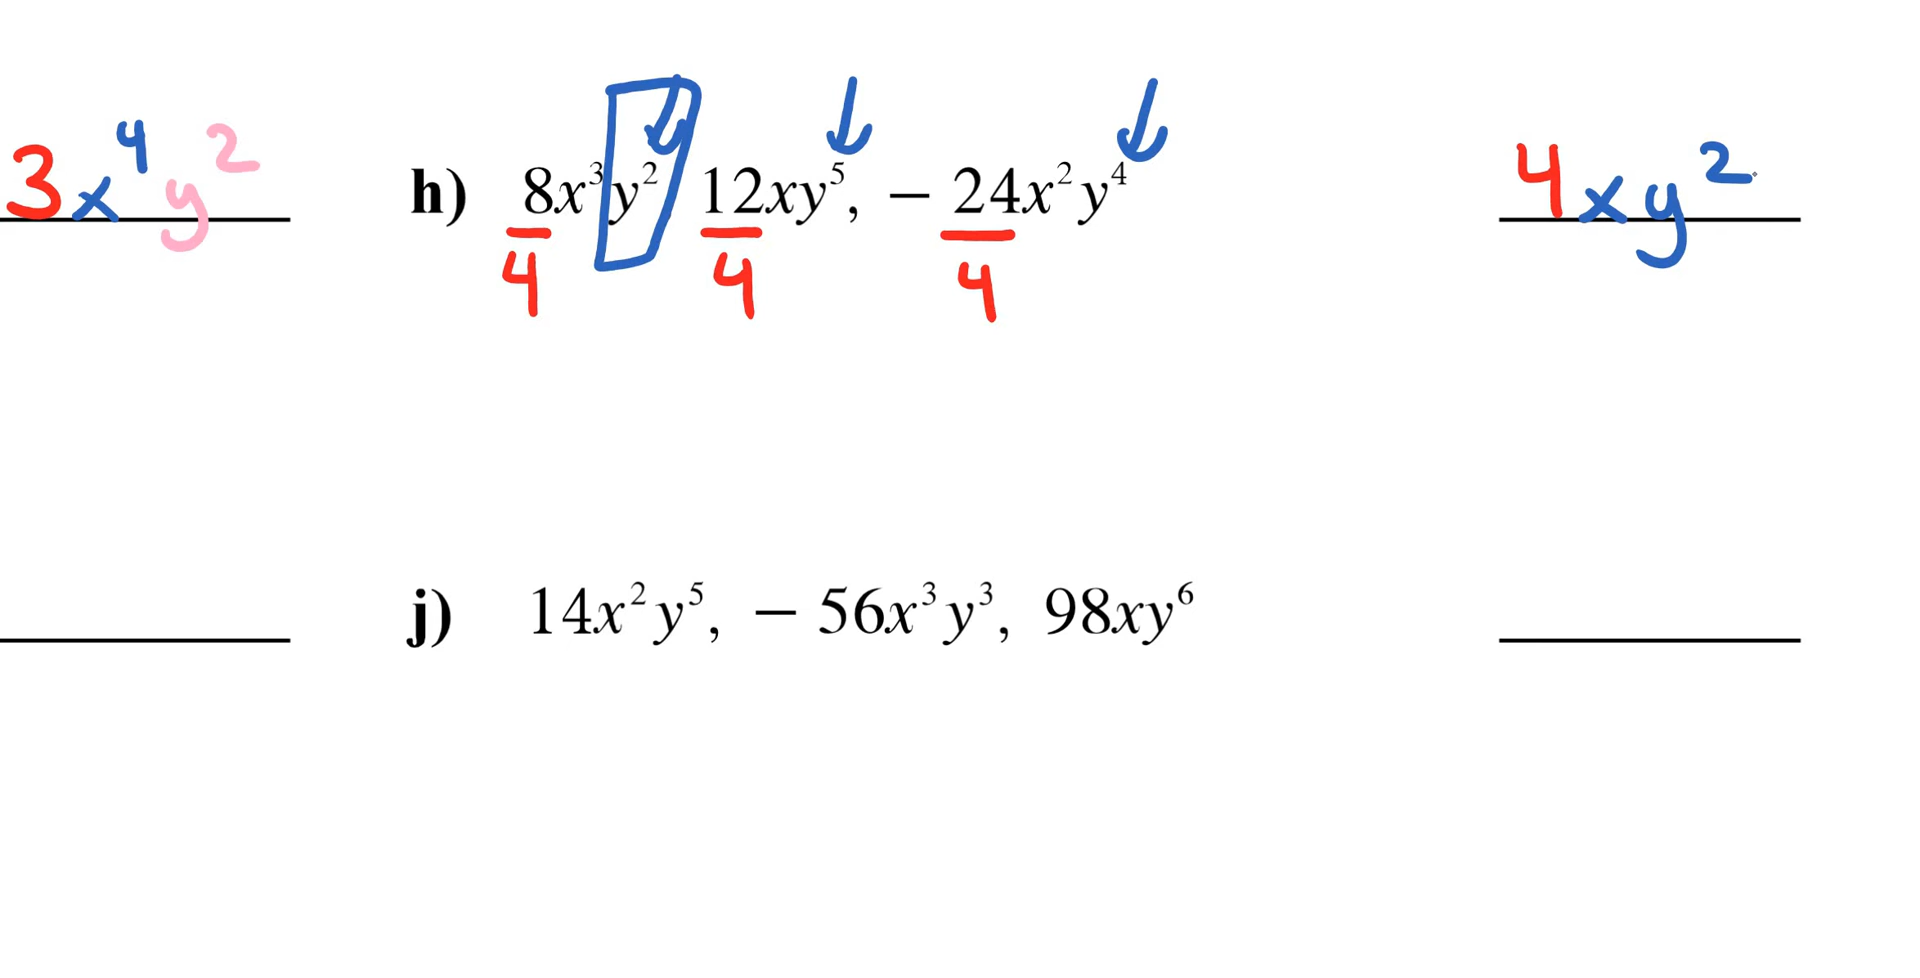 3x⁴y² h) 8x³y² 12xy⁵, − 24x²y⁴ 4xy²
4 4 4
j) 14x²y⁵, − 56x³y³, 98xy⁶